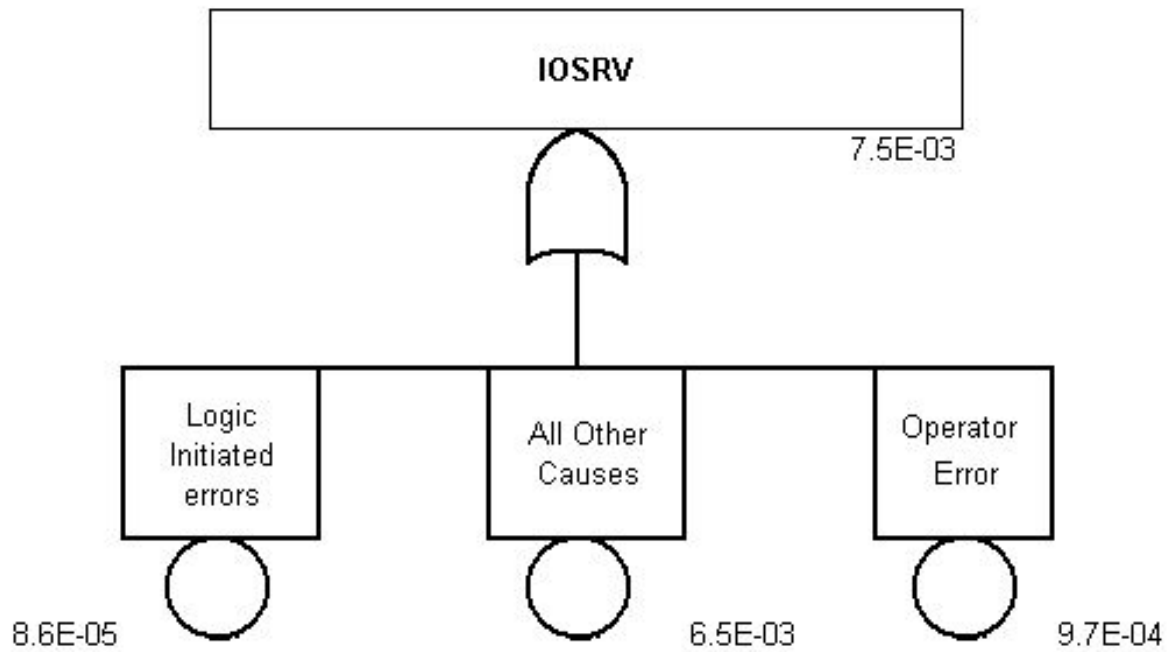 IOSRV
7.5E-03
Logic
Initiated
errors
All Other
Causes
Operator
Error
8.6E-05
6.5E-03
9.7E-04